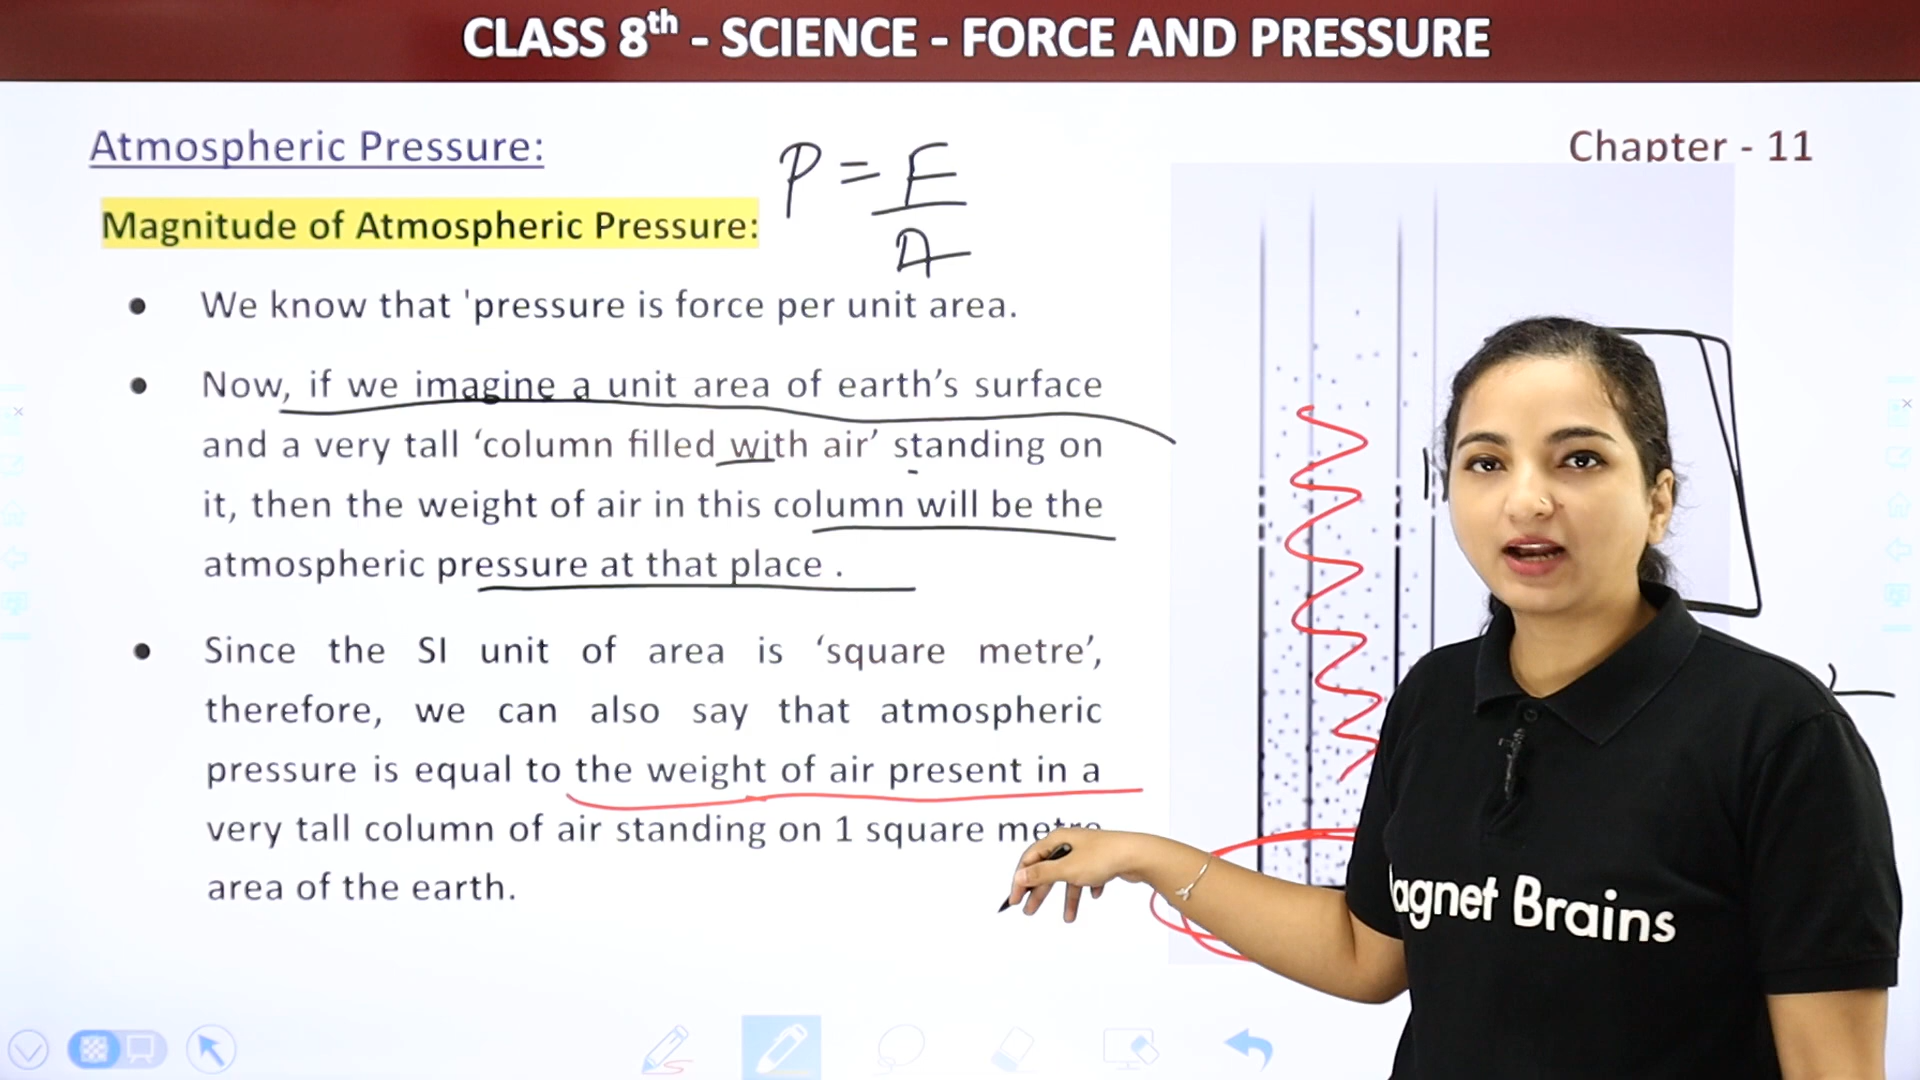 CLASS 8th - SCIENCE - FORCE AND PRESSURE
Atmospheric Pressure:
P = F
A
Chapter - 11
Magnitude of Atmospheric Pressure:
• We know that 'pressure is force per unit area.
• Now, if we imagine a unit area of earth’s surface
and a very tall ‘column filled with air’ standing on
it, then the weight of air in this column will be the
atmospheric pressure at that place .
• Since the SI unit of area is ‘square metre’,
therefore, we can also say that atmospheric
pressure is equal to the weight of air present in a
very tall column of air standing on 1 square metre
area of the earth.
agnet Brains